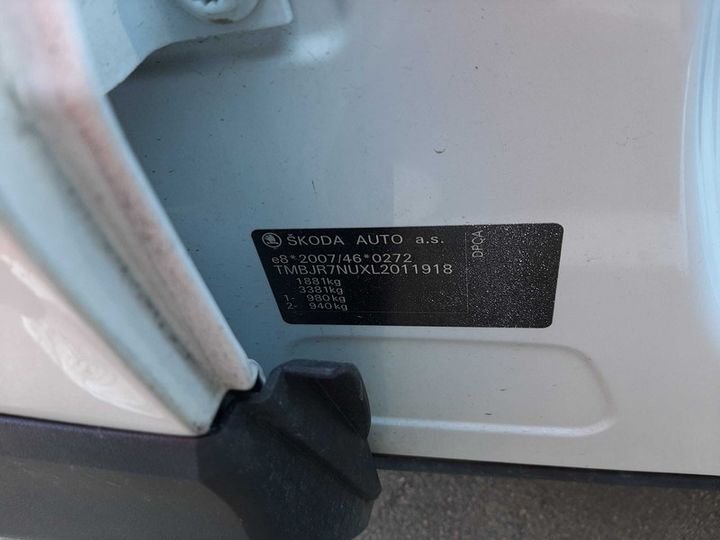 ŠKODA AUTO a.s.
e8*2007/46*0272
TMBJR7NUXL2011918
1881kg
3381kg
1- 980kg
2- 940kg
DPCA